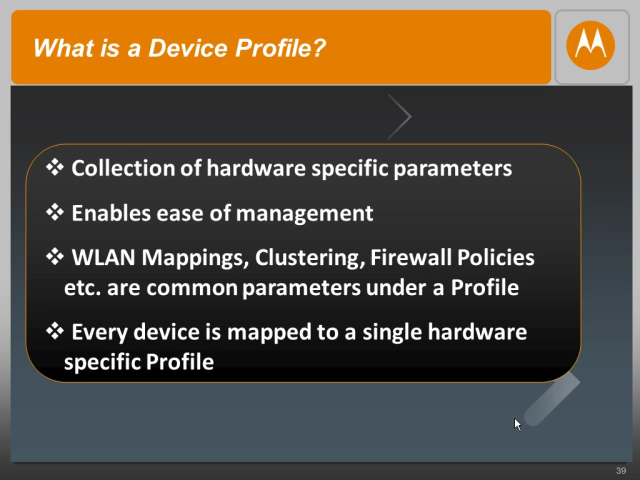 What is a Device Profile?
❖ Collection of hardware specific parameters
❖ Enables ease of management
❖ WLAN Mappings, Clustering, Firewall Policies
etc. are common parameters under a Profile
❖ Every device is mapped to a single hardware
specific Profile
39